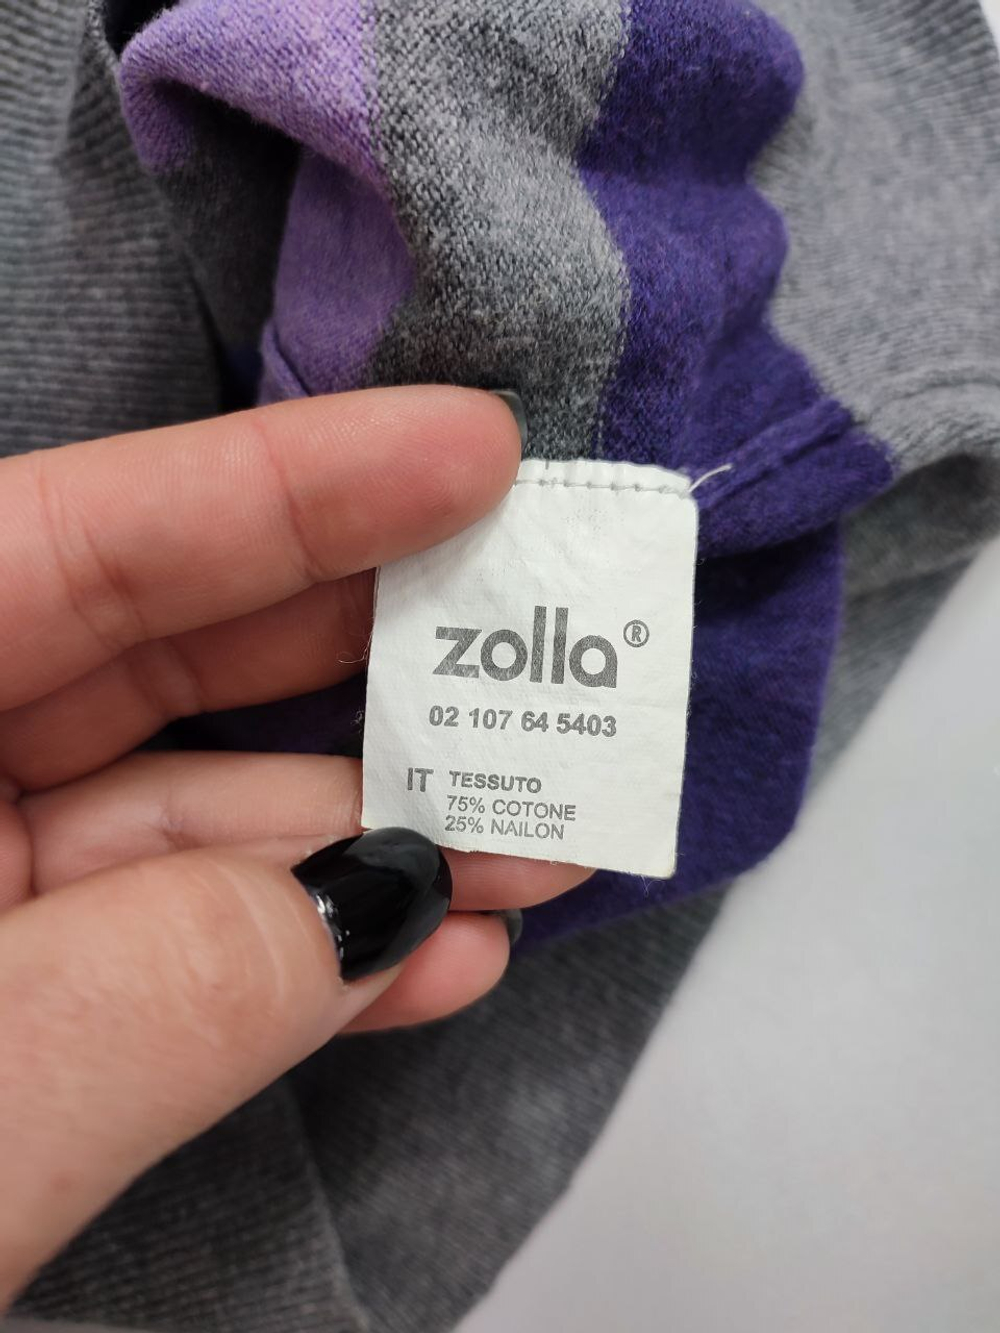 zolla®
02 107 64 5403
IT TESSUTO
75% COTONE
25% NAILON